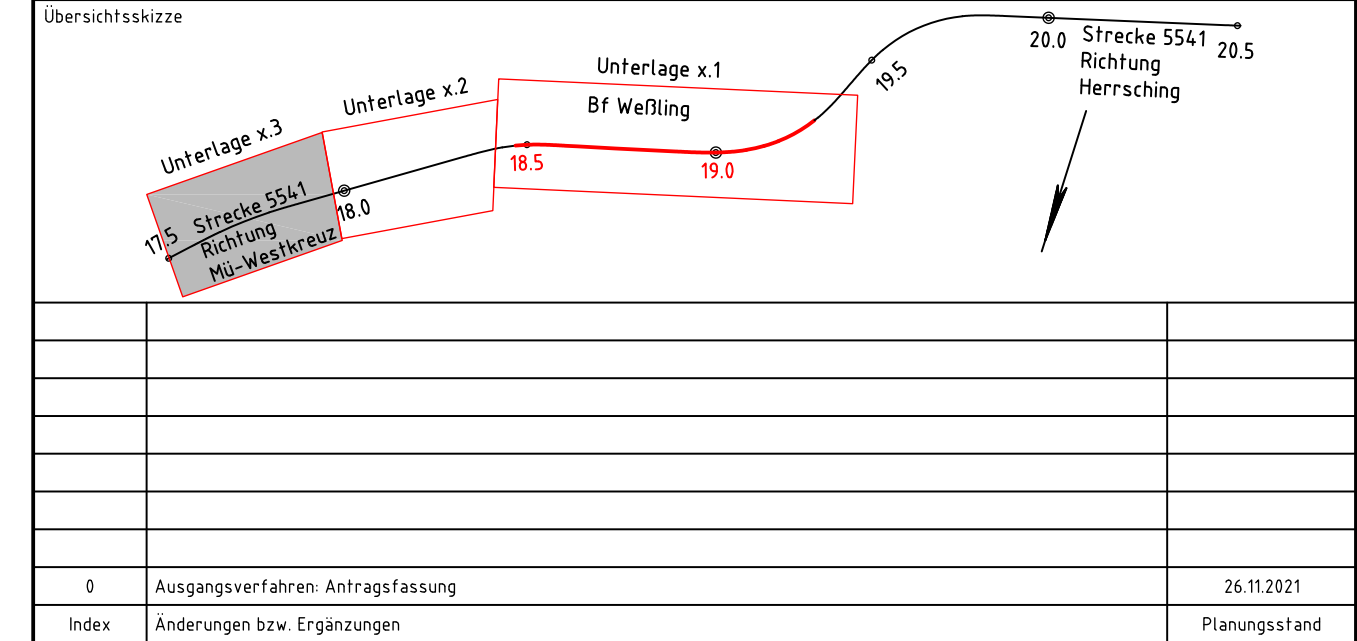 Übersichtsskizze
Unterlage x.3
Unterlage x.2
Unterlage x.1
Bf Weßling
17.5
Strecke 5541
Richtung
Mü-Westkreuz
18.0
18.5
19.0
19.5
20.0
Strecke 5541
Richtung
Herrsching
20.5
0 Ausgangsverfahren: Antragsfassung 26.11.2021
Index Änderungen bzw. Ergänzungen Planungsstand